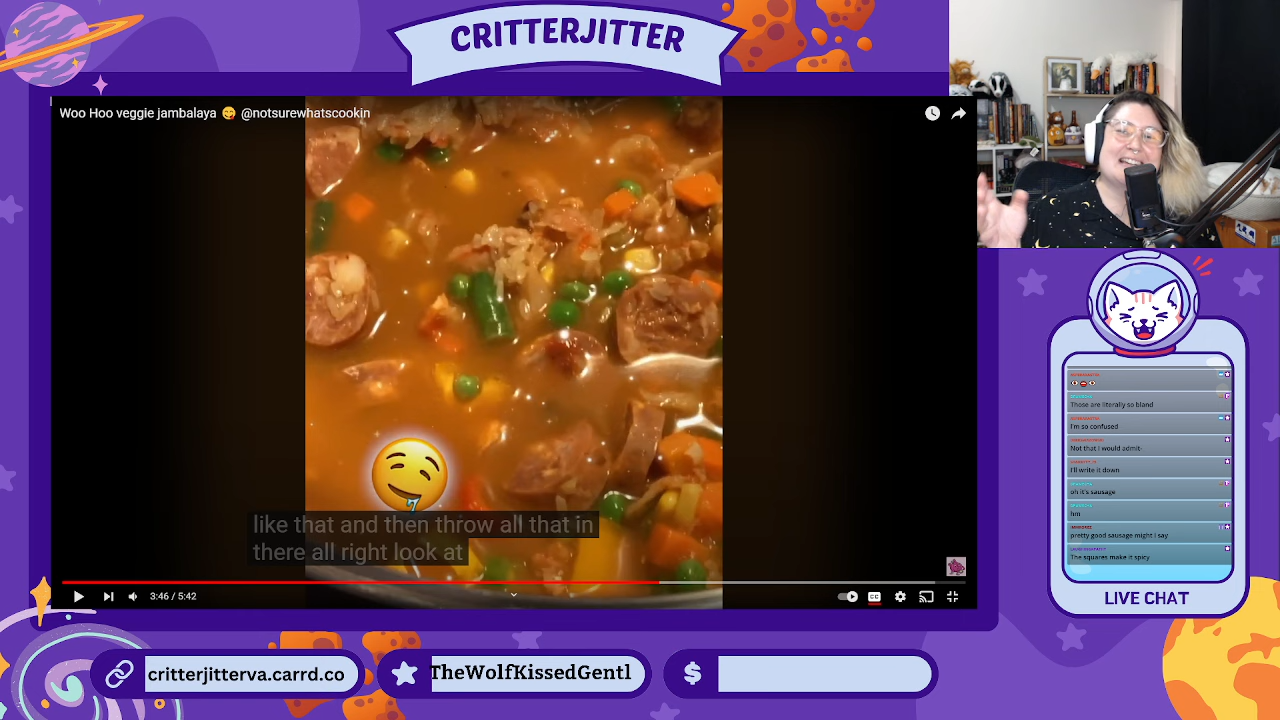 CRITTERJITTER
Woo Hoo veggie jambalaya 😋 @notsurewhatscookin
like that and then throw all that in
there all right look at
3:46 / 5:42
CC
Those are literally so bland
I'm so confused
Not that I would admit-
I'll write it down
oh it's sausage
hm
pretty good sausage might i say
The squares make it spicy
LIVE CHAT
critterjitterva.carrd.co
TheWolfKissedGentl
$